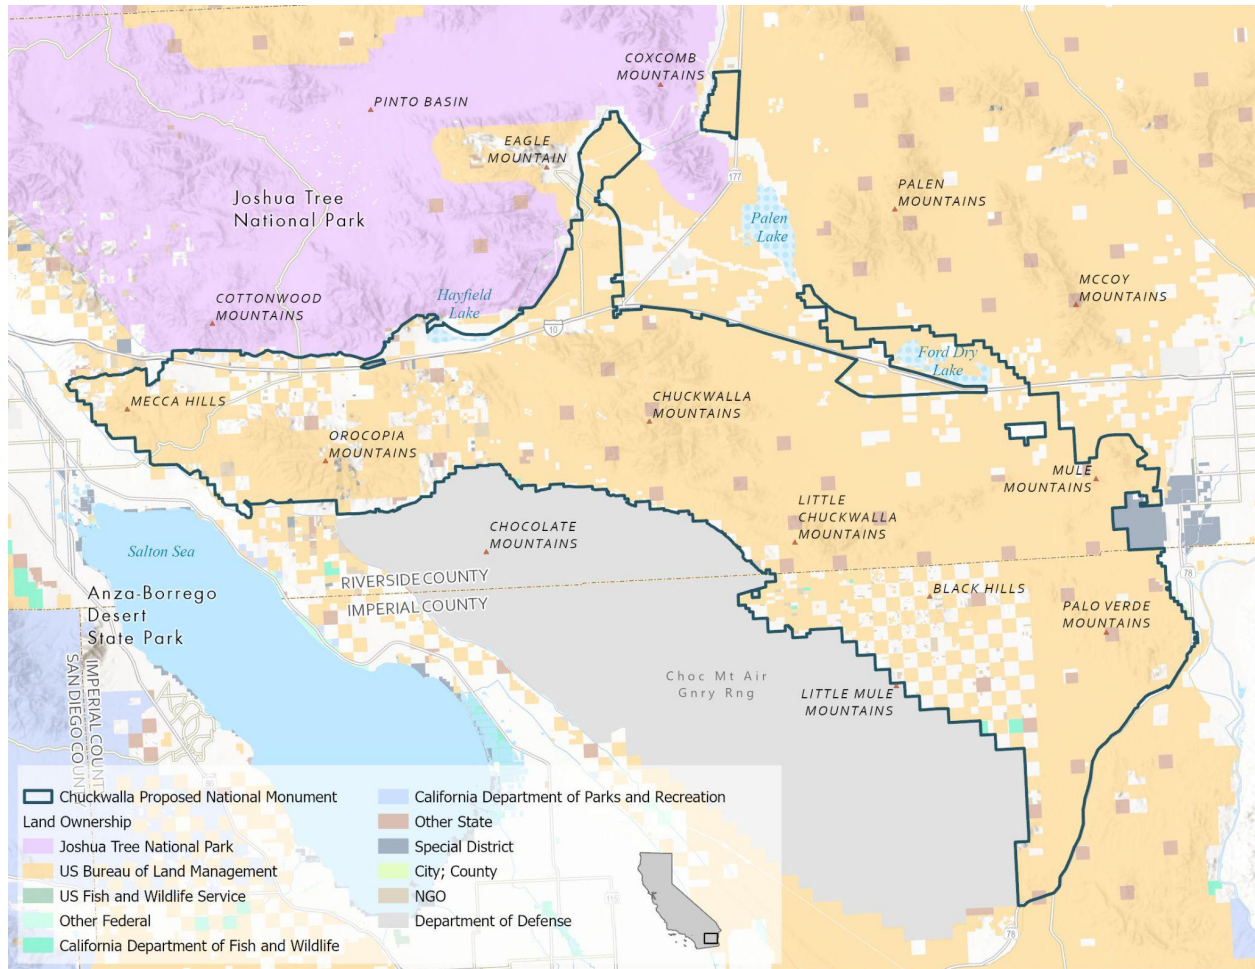 COXCOMB
MOUNTAINS
PINTO BASIN
EAGLE
MOUNTAIN
177
Joshua Tree
National Park
PALEN
MOUNTAINS
Palen
Lake
COTTONWOOD
MOUNTAINS
Hayfield
Lake
10
MCCOY
MOUNTAINS
Ford Dry
Lake
MECCA HILLS
CHUCKWALLA
MOUNTAINS
OROCOPIA
MOUNTAINS
MULE
MOUNTAINS
LITTLE
CHUCKWALLA
MOUNTAINS
CHOCOLATE
MOUNTAINS
Salton Sea
RIVERSIDE COUNTY
IMPERIAL COUNTY
78
Anza-Borrego
Desert
State Park
BLACK HILLS
PALO VERDE
MOUNTAINS
IMPERIAL COUNTY
SAN DIEGO COUNTY
Choc Mt Air
Gnry Rng
LITTLE MULE
MOUNTAINS
Chuckwalla Proposed National Monument
Land Ownership
Joshua Tree National Park
US Bureau of Land Management
US Fish and Wildlife Service
Other Federal
California Department of Fish and Wildlife
California Department of Parks and Recreation
Other State
Special District
City; County
NGO
Department of Defense
115
78